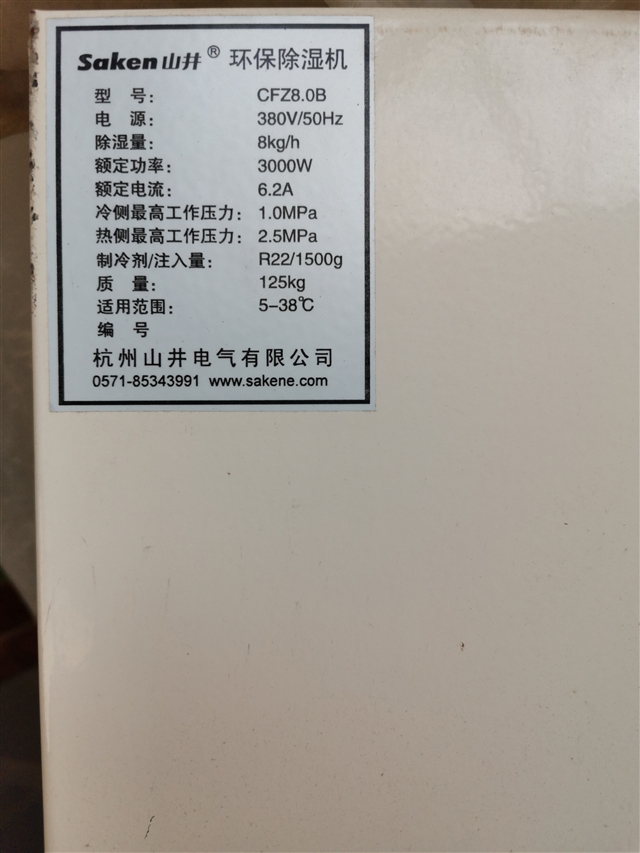 Saken山井® 环保除湿机
型 号： CFZ8.0B
电 源： 380V/50Hz
除湿量： 8kg/h
额定功率： 3000W
额定电流： 6.2A
冷侧最高工作压力： 1.0MPa
热侧最高工作压力： 2.5MPa
制冷剂/注入量： R22/1500g
质 量： 125kg
适用范围： 5-38℃
编 号
杭州山井电气有限公司
0571-85343991 www.sakene.com